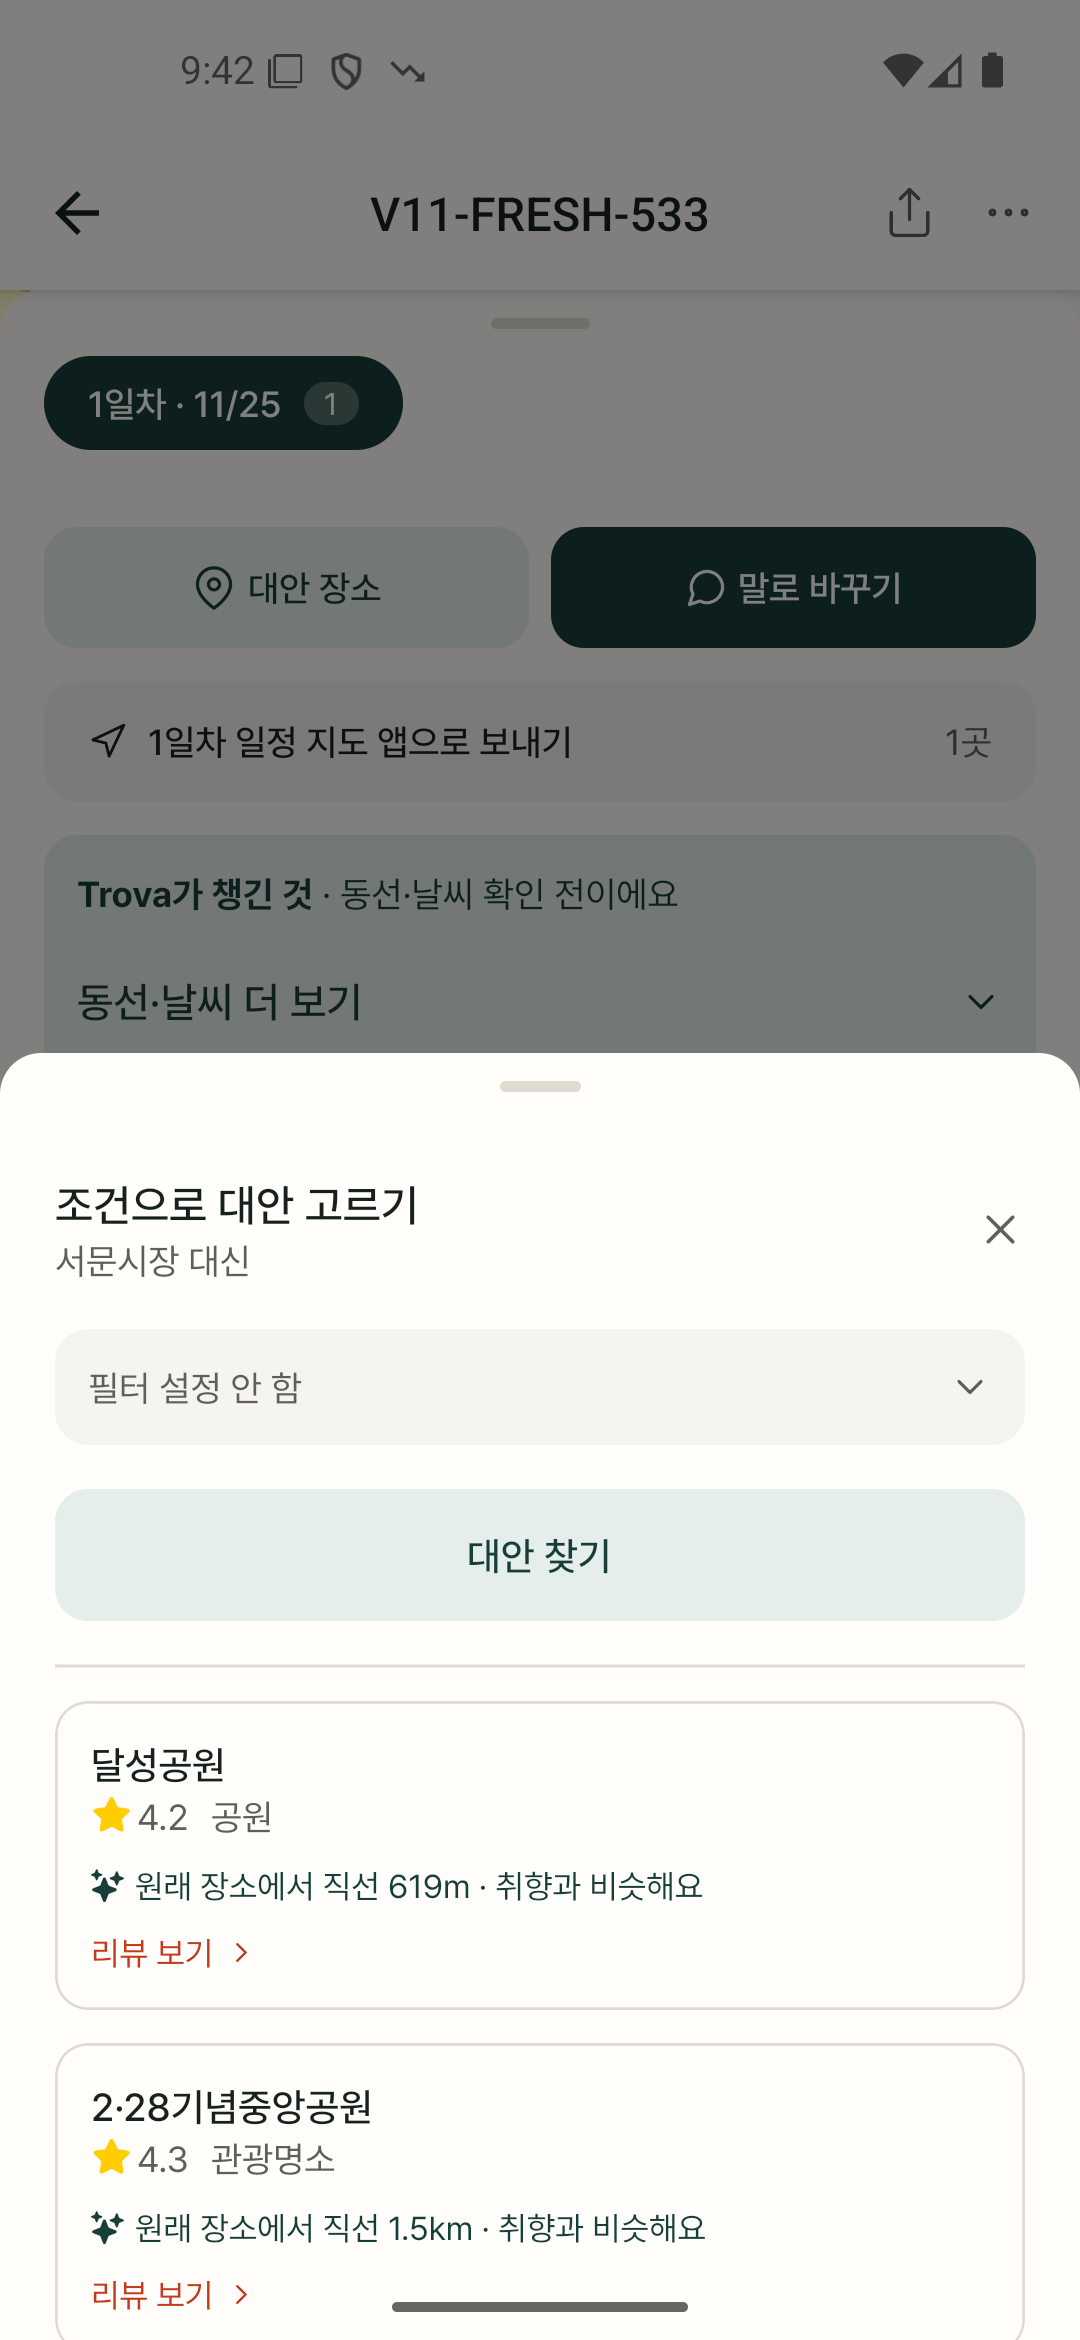 9:42
V11-FRESH-533
1일차 · 11/25 1
대안 장소
말로 바꾸기
1일차 일정 지도 앱으로 보내기 1곳
Trova가 챙긴 것 · 동선·날씨 확인 전이에요
동선·날씨 더 보기
조건으로 대안 고르기
서문시장 대신
필터 설정 안 함
대안 찾기
달성공원
4.2 공원
원래 장소에서 직선 619m · 취향과 비슷해요
리뷰 보기
2·28기념중앙공원
4.3 관광명소
원래 장소에서 직선 1.5km · 취향과 비슷해요
리뷰 보기